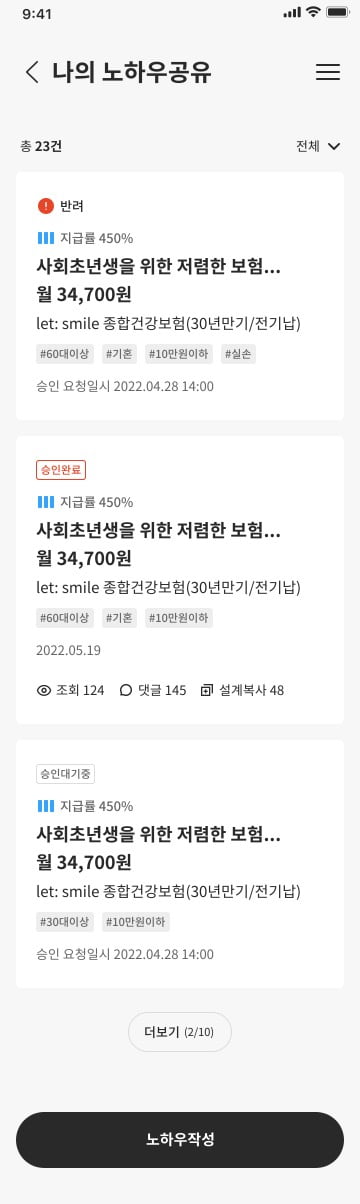 9:41
나의 노하우공유
총 23건 전체
반려
지급률 450%
사회초년생을 위한 저렴한 보험...
월 34,700원
let: smile 종합건강보험(30년만기/전기납)
#60대이상 #기혼 #10만원이하 #실손
승인 요청일시 2022.04.28 14:00
승인완료
지급률 450%
사회초년생을 위한 저렴한 보험...
월 34,700원
let: smile 종합건강보험(30년만기/전기납)
#60대이상 #기혼 #10만원이하
2022.05.19
조회 124 댓글 145 설계복사 48
승인대기중
지급률 450%
사회초년생을 위한 저렴한 보험...
월 34,700원
let: smile 종합건강보험(30년만기/전기납)
#30대이상 #10만원이하
승인 요청일시 2022.04.28 14:00
더보기 (2/10)
노하우작성